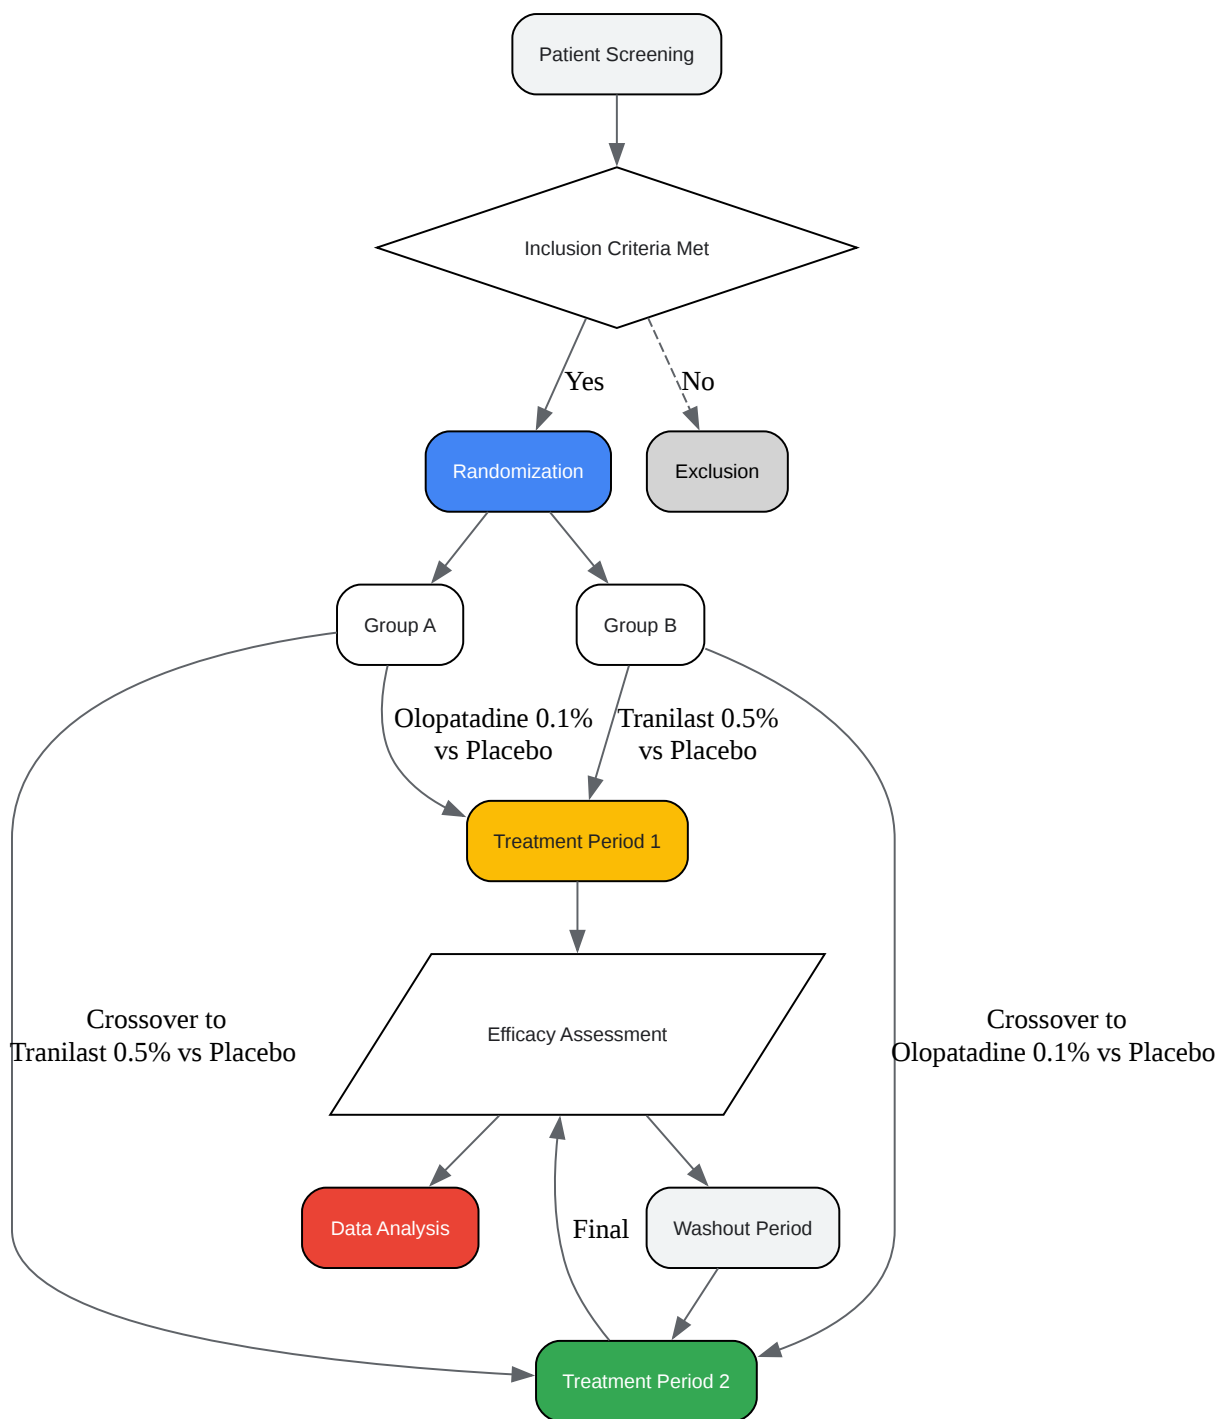 Patient Screening
Inclusion Criteria Met
Yes
No
Randomization
Exclusion
Group A
Group B
Olopatadine 0.1%
vs Placebo
Tranilast 0.5%
vs Placebo
Treatment Period 1
Crossover to
Tranilast 0.5% vs Placebo
Efficacy Assessment
Crossover to
Olopatadine 0.1% vs Placebo
Data Analysis
Final
Washout Period
Treatment Period 2